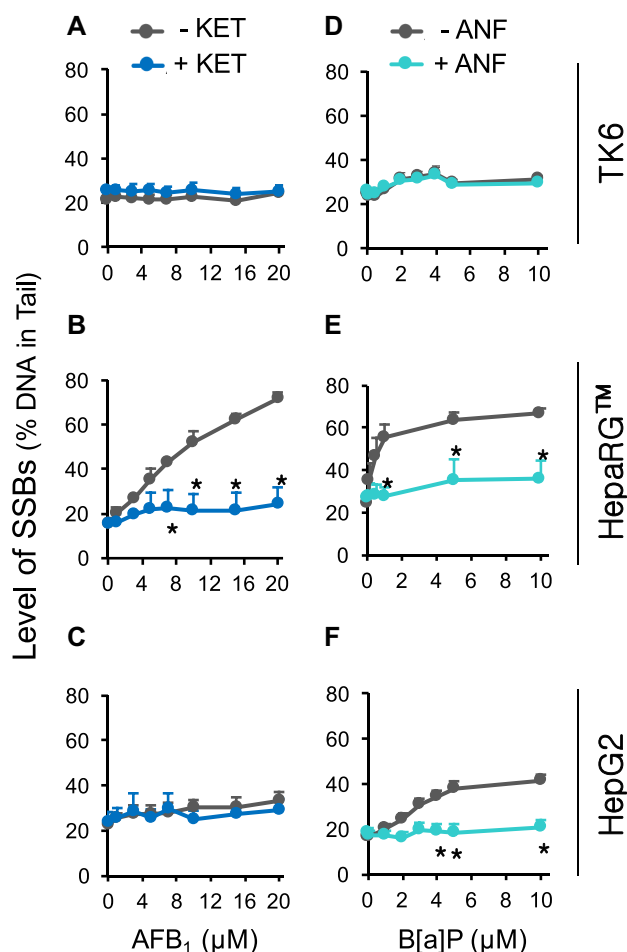 A
- KET
+ KET
D
- ANF
+ ANF
80
60
40
20
0
0 4 8 12 16 20
80
60
40
20
0
0 2 4 6 8 10
TK6
B
80
60
40
20
0
* * * *
0 4 8 12 16 20
E
80
60
40
20
0
* * *
0 2 4 6 8 10
HepaRG™
Level of SSBs (% DNA in Tail)
C
80
60
40
20
0
0 4 8 12 16 20
AFB₁ (µM)
F
80
60
40
20
0
* * *
0 2 4 6 8 10
B[a]P (µM)
HepG2